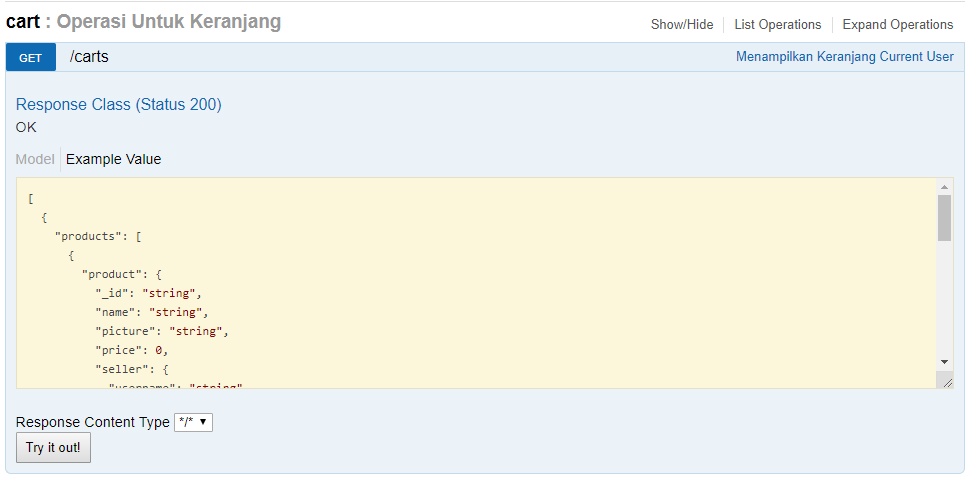 cart : Operasi Untuk Keranjang
Show/Hide List Operations Expand Operations
GET /carts Menampilkan Keranjang Current User
Response Class (Status 200)
OK
Model Example Value
[
{
"products": [
{
"product": {
"_id": "string",
"name": "string",
"picture": "string",
"price": 0,
"seller": {
"username": "string"
Response Content Type */*
Try it out!